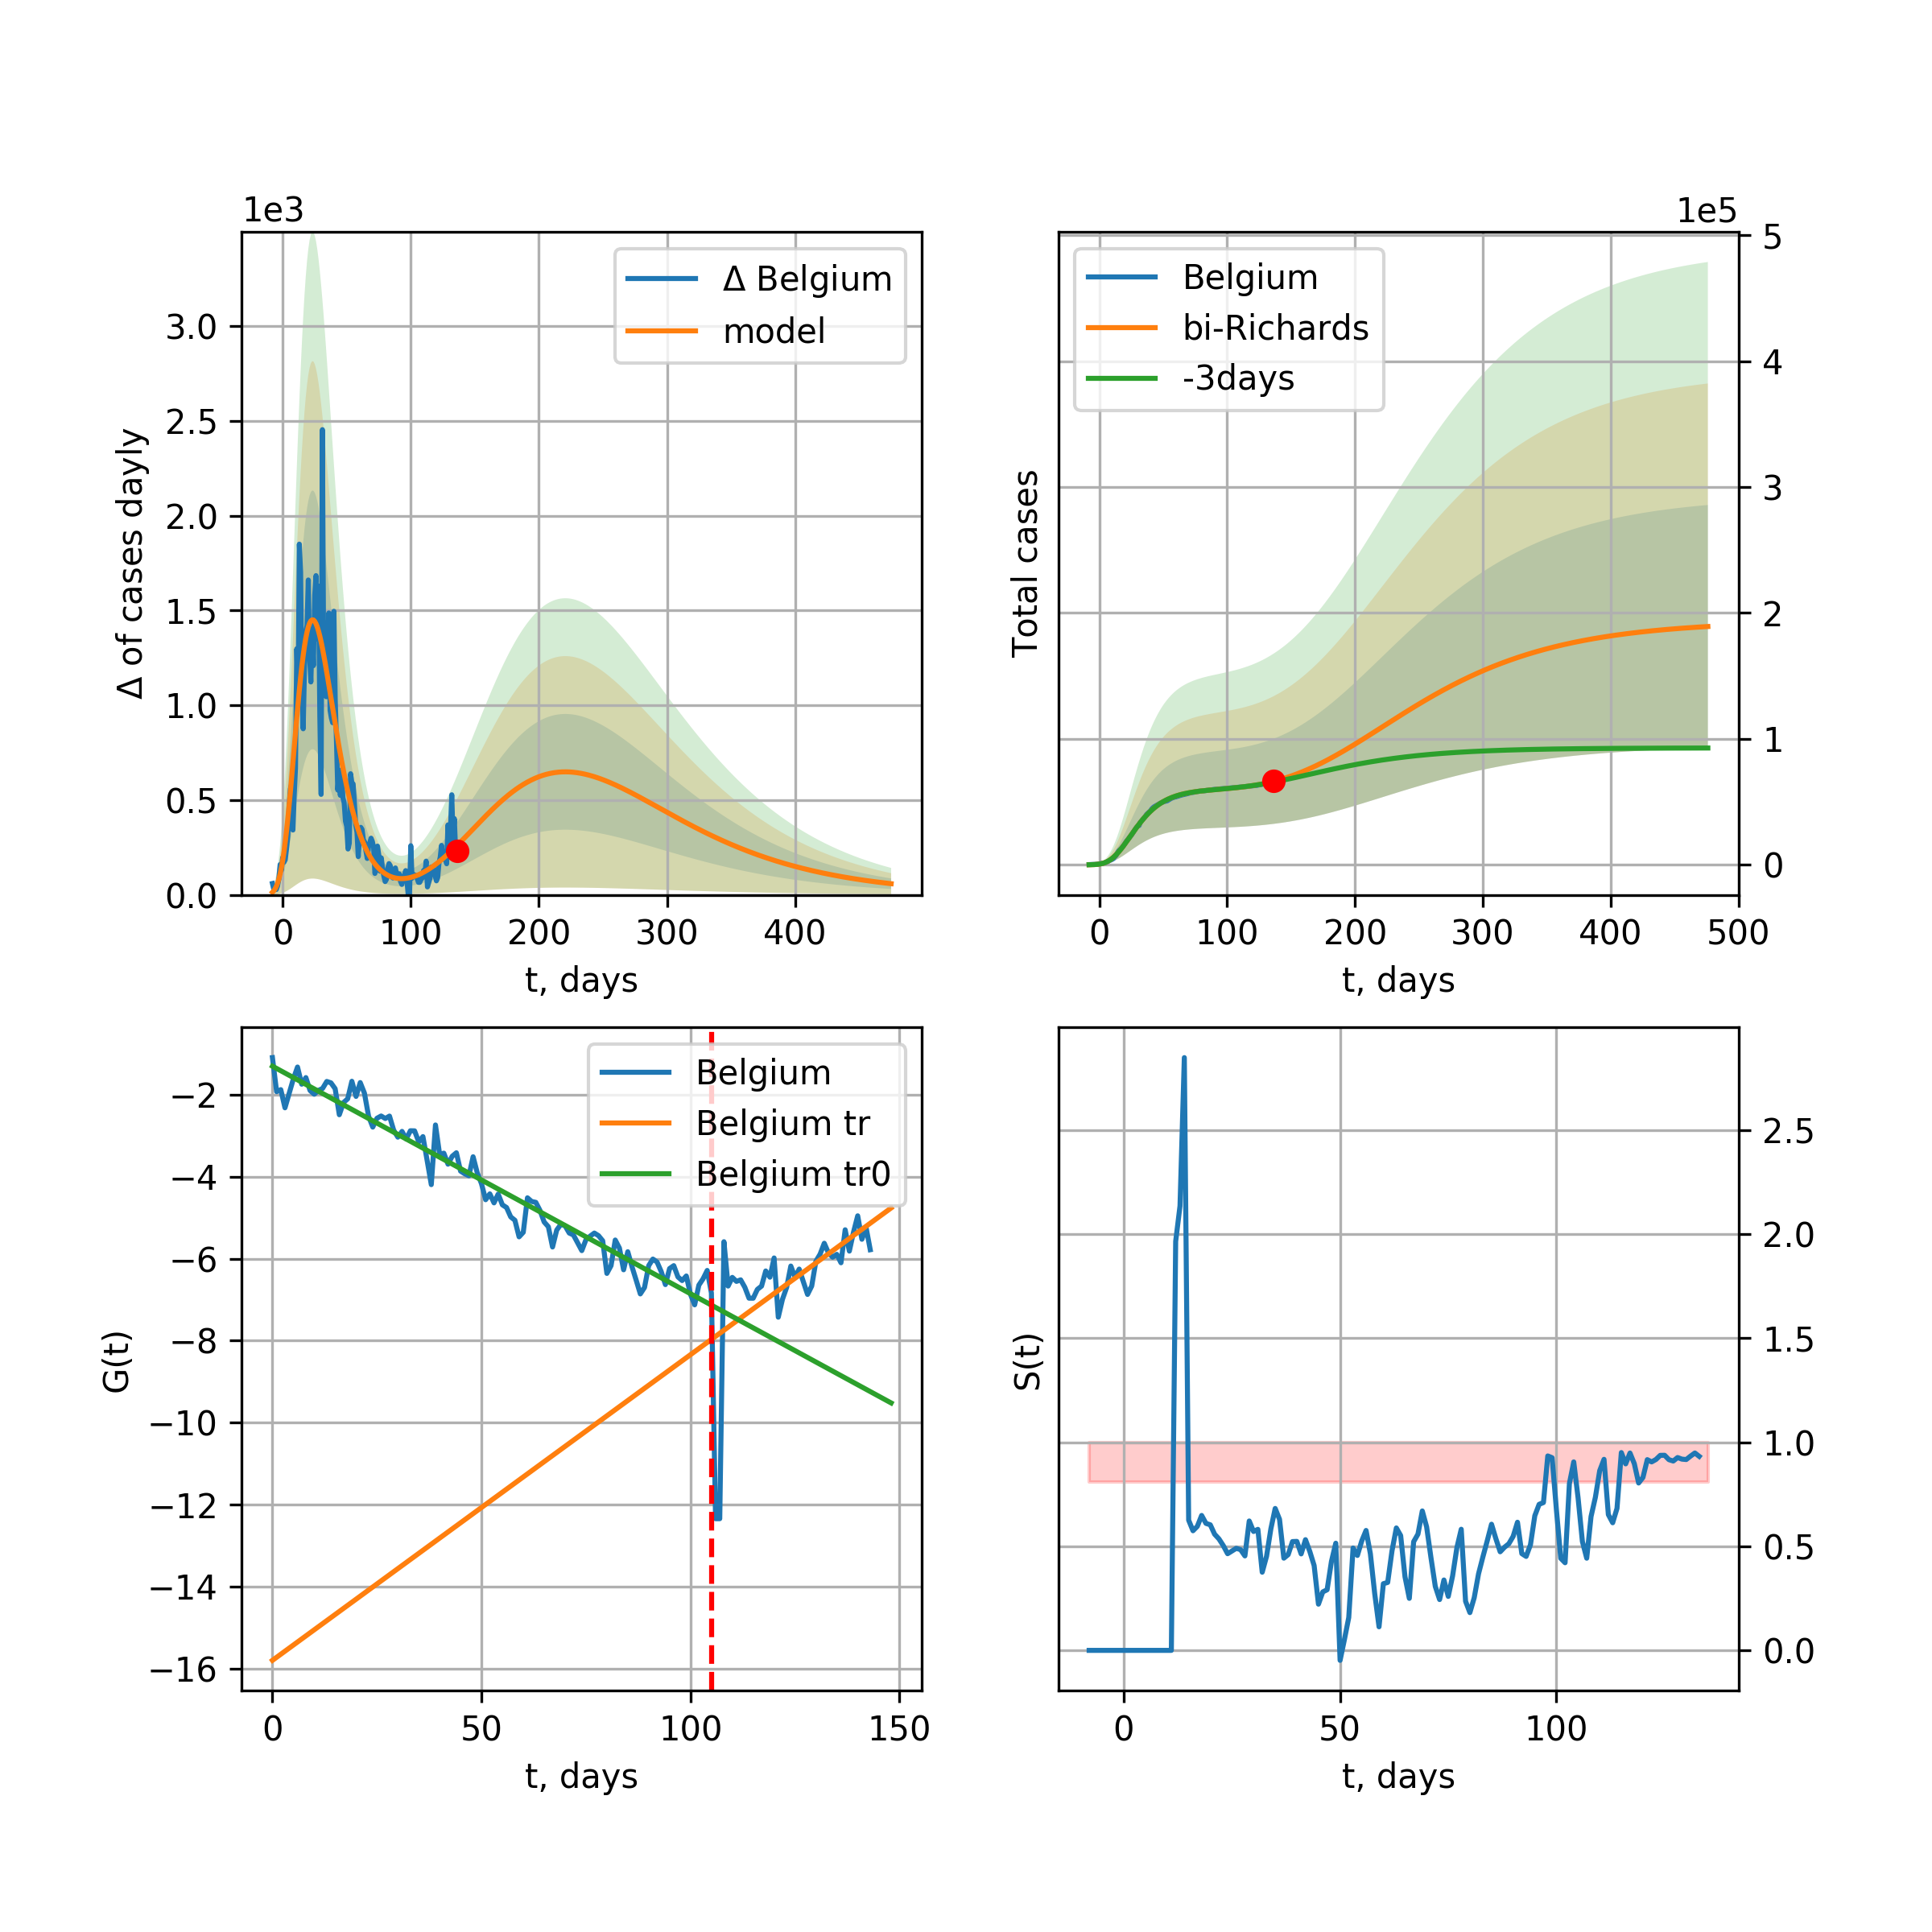 1e3
Δ Belgium
model
3.0
2.5
2.0
1.5
1.0
0.5
0.0
Δ of cases dayly
0 100 200 300 400
t, days
1e5
Belgium
bi-Richards
-3days
5
4
3
2
1
0
Total cases
0 100 200 300 400 500
t, days
Belgium
Belgium tr
Belgium tr0
−2
−4
−6
−8
−10
−12
−14
−16
G(t)
0 50 100 150
t, days
2.5
2.0
1.5
1.0
0.5
0.0
S(t)
0 50 100
t, days